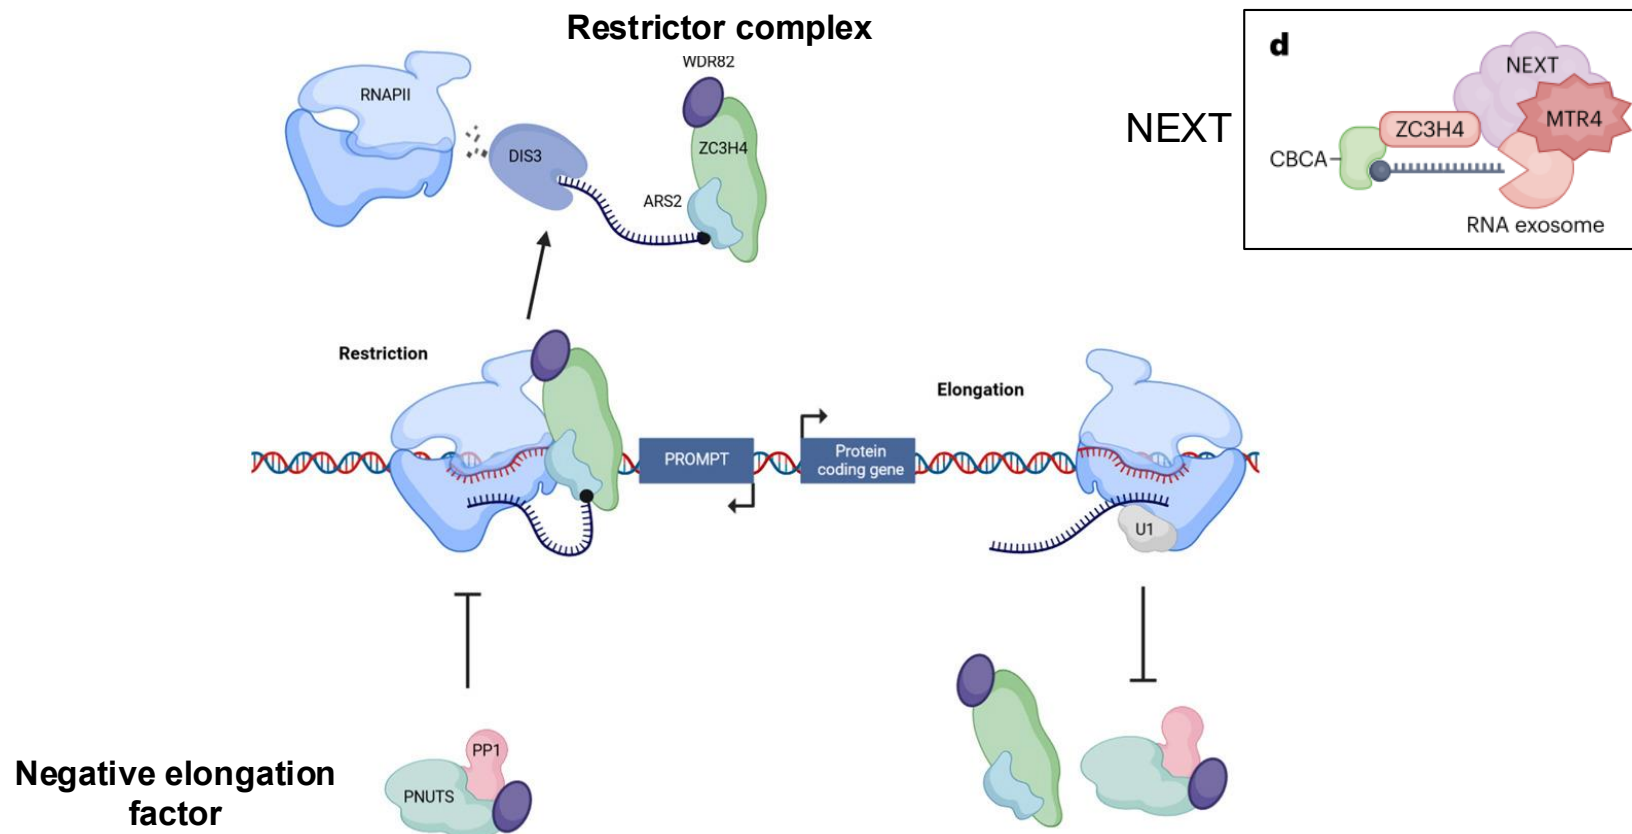 Restrictor complex
WDR82
RNAPII
DIS3
ZC3H4
ARS2
NEXT
d
NEXT
MTR4
ZC3H4
CBCA
RNA exosome
Restriction
Elongation
PROMPT
Protein
coding gene
U1
PP1
PNUTS
Negative elongation
factor